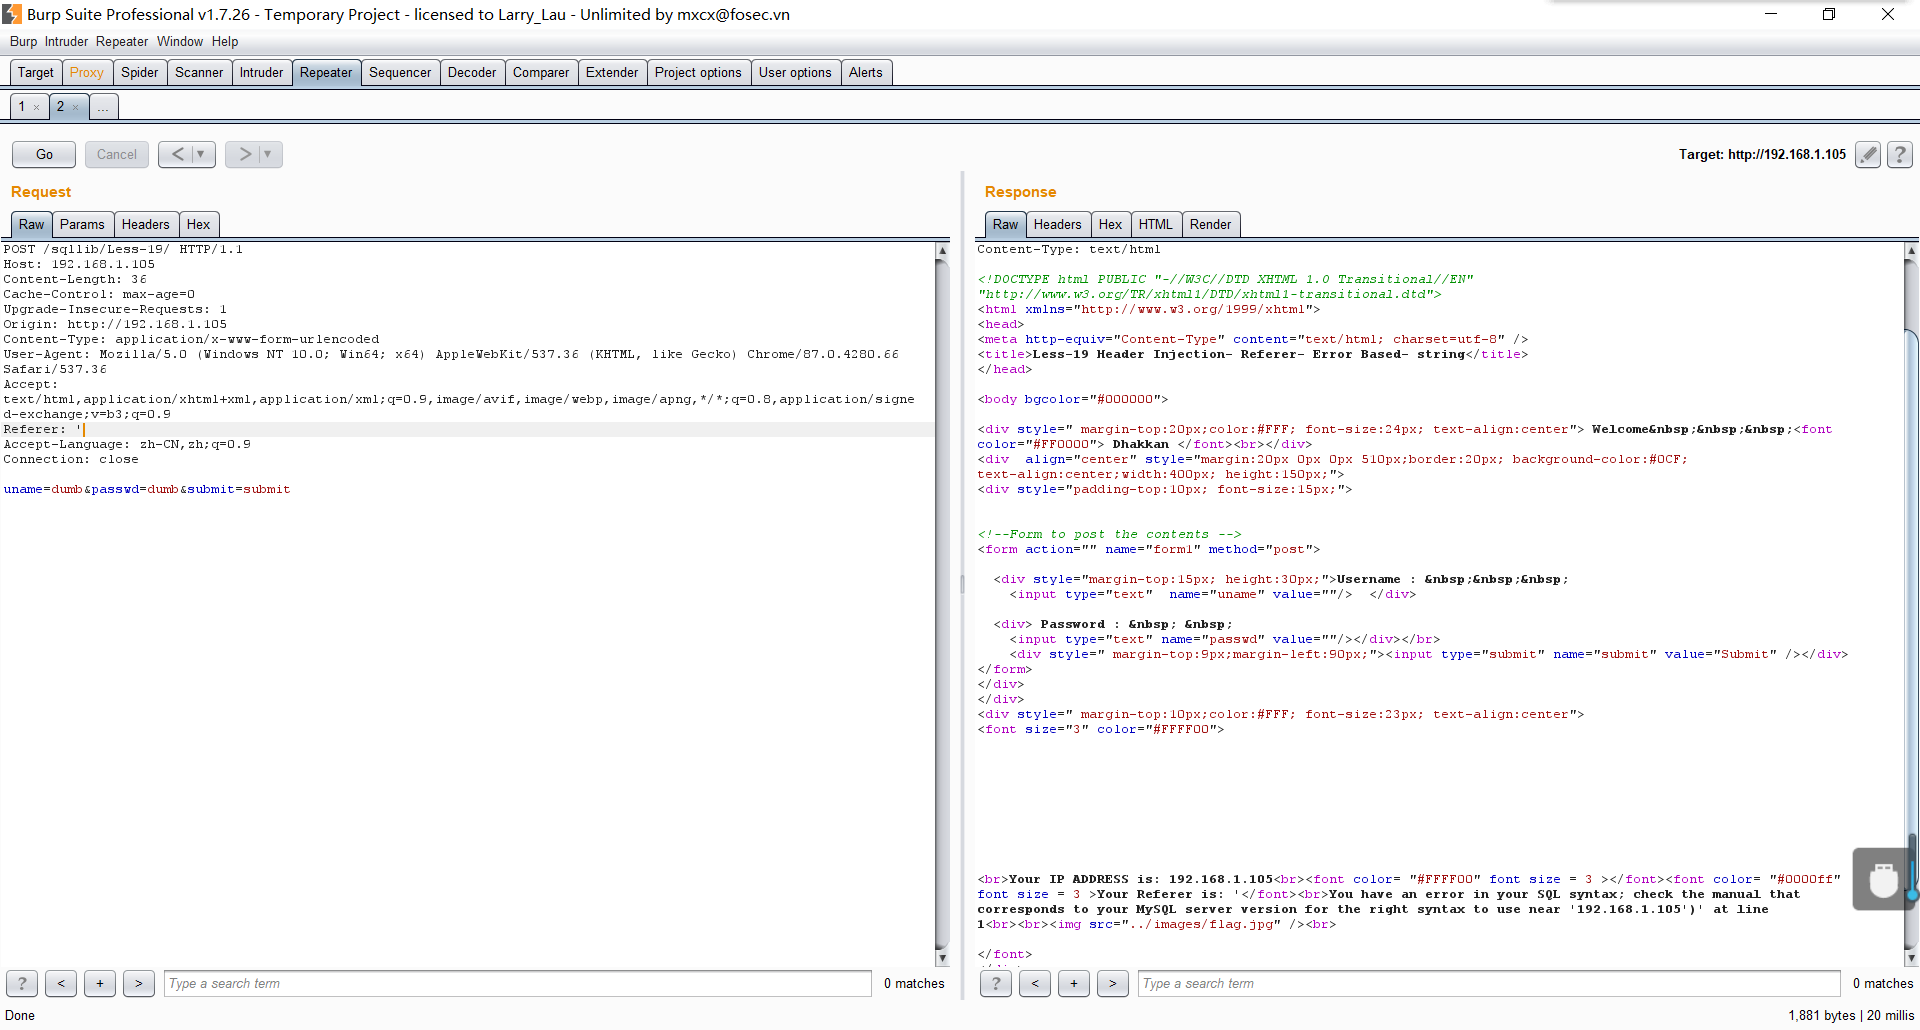 Burp Suite Professional v1.7.26 - Temporary Project - licensed to Larry_Lau - Unlimited by mxcx@fosec.vn
Burp Intruder Repeater Window Help
Target Proxy Spider Scanner Intruder Repeater Sequencer Decoder Comparer Extender Project options User options Alerts
1 × 2 × ...
Go Cancel < ▼ > ▼ Target: http://192.168.1.105 ?
Request
Raw Params Headers Hex
POST /sqllib/Less-19/ HTTP/1.1
Host: 192.168.1.105
Content-Length: 36
Cache-Control: max-age=0
Upgrade-Insecure-Requests: 1
Origin: http://192.168.1.105
Content-Type: application/x-www-form-urlencoded
User-Agent: Mozilla/5.0 (Windows NT 10.0; Win64; x64) AppleWebKit/537.36 (KHTML, like Gecko) Chrome/87.0.4280.66
Safari/537.36
Accept:
text/html,application/xhtml+xml,application/xml;q=0.9,image/avif,image/webp,image/apng,*/*;q=0.8,application/signe
d-exchange;v=b3;q=0.9
Referer: '
Accept-Language: zh-CN,zh;q=0.9
Connection: close
uname=dumb&passwd=dumb&submit=submit
? < + > Type a search term 0 matches
Response
Raw Headers Hex HTML Render
Content-Type: text/html
<!DOCTYPE html PUBLIC "-//W3C//DTD XHTML 1.0 Transitional//EN"
"http://www.w3.org/TR/xhtml1/DTD/xhtml1-transitional.dtd">
<html xmlns="http://www.w3.org/1999/xhtml">
<head>
<meta http-equiv="Content-Type" content="text/html; charset=utf-8" />
<title>Less-19 Header Injection- Referer- Error Based- string</title>
</head>
<body bgcolor="#000000">
<div style=" margin-top:20px;color:#FFF; font-size:24px; text-align:center"> Welcome&nbsp;&nbsp;&nbsp;<font
color="#FF0000"> Dhakkan </font><br></div>
<div  align="center" style="margin:20px 0px 0px 510px;border:20px; background-color:#0CF;
text-align:center;width:400px; height:150px;">
<div style="padding-top:10px; font-size:15px;">
<!--Form to post the contents -->
<form action="" name="form1" method="post">
<div style="margin-top:15px; height:30px;">Username : &nbsp;&nbsp;&nbsp;
<input type="text"  name="uname" value=""/>  </div>
<div> Password : &nbsp; &nbsp;
<input type="text" name="passwd" value=""/></div></br>
<div style=" margin-top:9px;margin-left:90px;"><input type="submit" name="submit" value="Submit" /></div>
</form>
</div>
</div>
<div style=" margin-top:10px;color:#FFF; font-size:23px; text-align:center">
<font size="3" color="#FFFF00">
<br>Your IP ADDRESS is: 192.168.1.105<br><font color= "#FFFF00" font size = 3 ></font><font color= "#0000ff"
font size = 3 >Your Referer is: '</font><br>You have an error in your SQL syntax; check the manual that
corresponds to your MySQL server version for the right syntax to use near '192.168.1.105')' at line
1<br><br><img src="../images/flag.jpg" /><br>
</font>
? < + > Type a search term 0 matches
Done 1,881 bytes | 20 millis